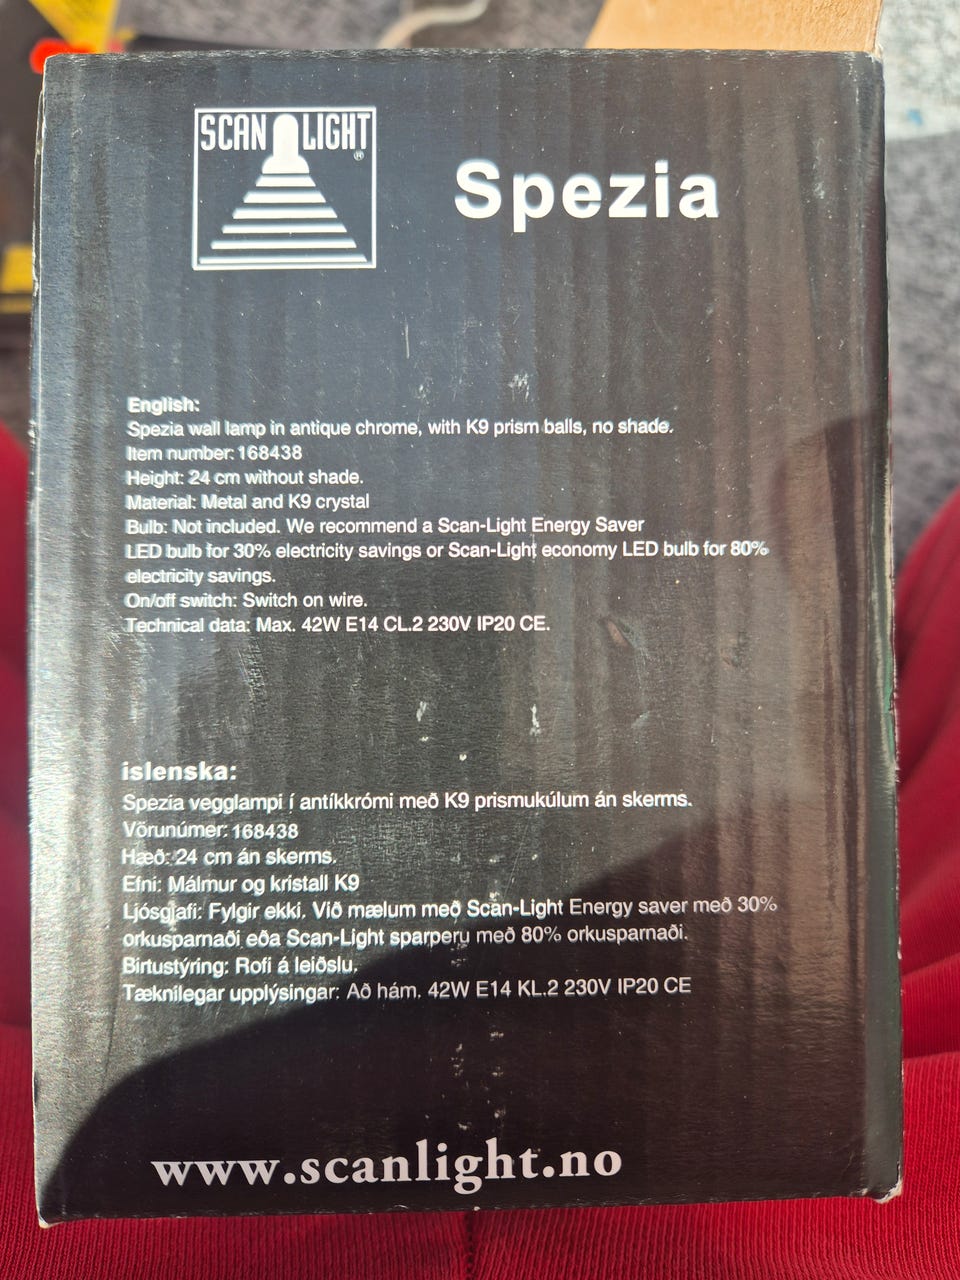 SCAN LIGHT®
Spezia
English:
Spezia wall lamp in antique chrome, with K9 prism balls, no shade.
Item number: 168438
Height: 24 cm without shade.
Material: Metal and K9 crystal
Bulb: Not included. We recommend a Scan-Light Energy Saver
LED bulb for 30% electricity savings or Scan-Light economy LED bulb for 80%
electricity savings.
On/off switch: Switch on wire.
Technical data: Max. 42W E14 CL.2 230V IP20 CE.
islenska:
Spezia vegglampi í antíkkrómi með K9 prismukúlum án skerms.
Vörunúmer: 168438
Hæð: 24 cm án skerms.
Efni: Málmur og kristall K9
Ljósgjafi: Fylgir ekki. Við mælum með Scan-Light Energy saver með 30%
orkusparnaði eða Scan-Light sparperu með 80% orkusparnaði.
Birtustýring: Rofi á leiðslu.
Tæknilegar upplýsingar: Að hám. 42W E14 KL.2 230V IP20 CE
www.scanlight.no